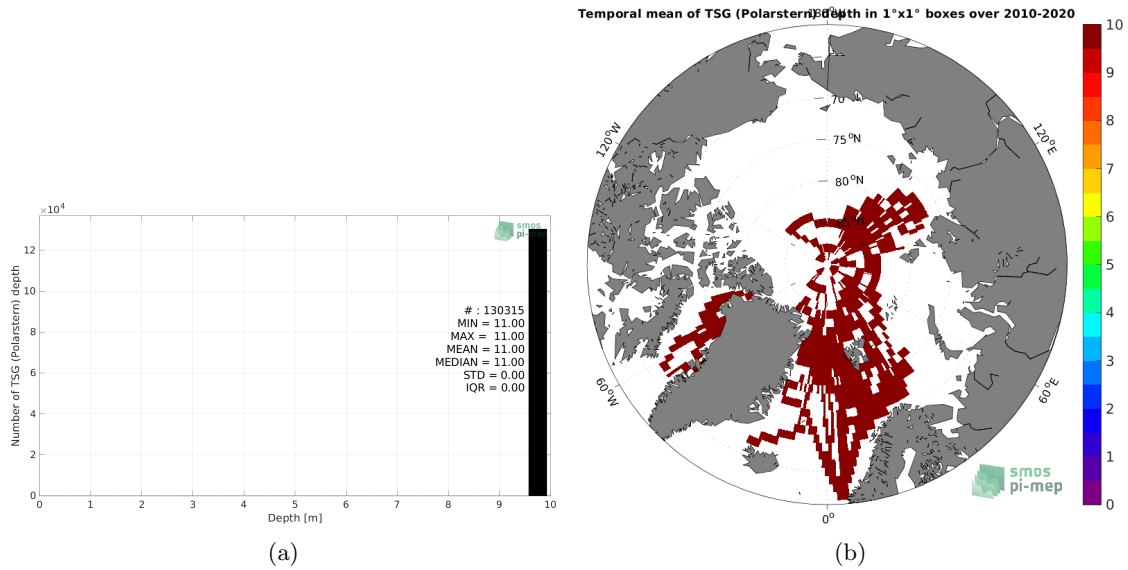 ×10⁴
12
10
8
6
4
2
0
0 1 2 3 4 5 6 7 8 9 10
Number of TSG (Polarstern) depth
Depth [m]
smos
pi-mep
# : 130315
MIN = 11.00
MAX = 11.00
MEAN = 11.00
MEDIAN = 11.00
STD = 0.00
IQR = 0.00
(a)
Temporal mean of TSG (Polarstern) depth in 1°x1° boxes over 2010-2020
120°W
120°E
60°W
60°E
0°
75°N
80°N
85°N
10
9
8
7
6
5
4
3
2
1
0
smos
pi-mep
(b)